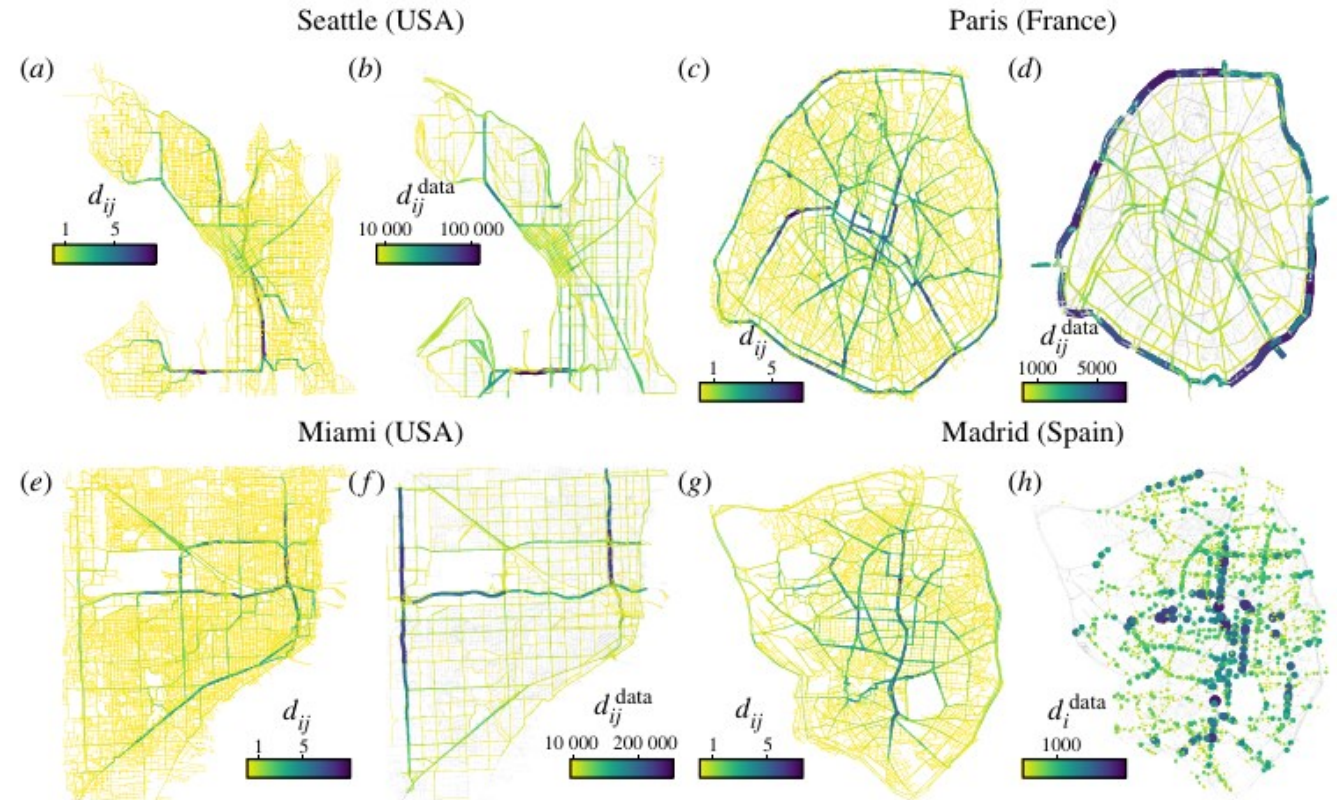 Seattle (USA)
Paris (France)
(a)
(b)
(c)
(d)
d_ij
1 5
d_ij^data
10 000 100 000
d_ij
1 5
d_ij^data
1000 5000
Miami (USA)
Madrid (Spain)
(e)
(f)
(g)
(h)
d_ij
1 5
d_ij^data
10 000 200 000
d_ij
1 5
d_i^data
1000